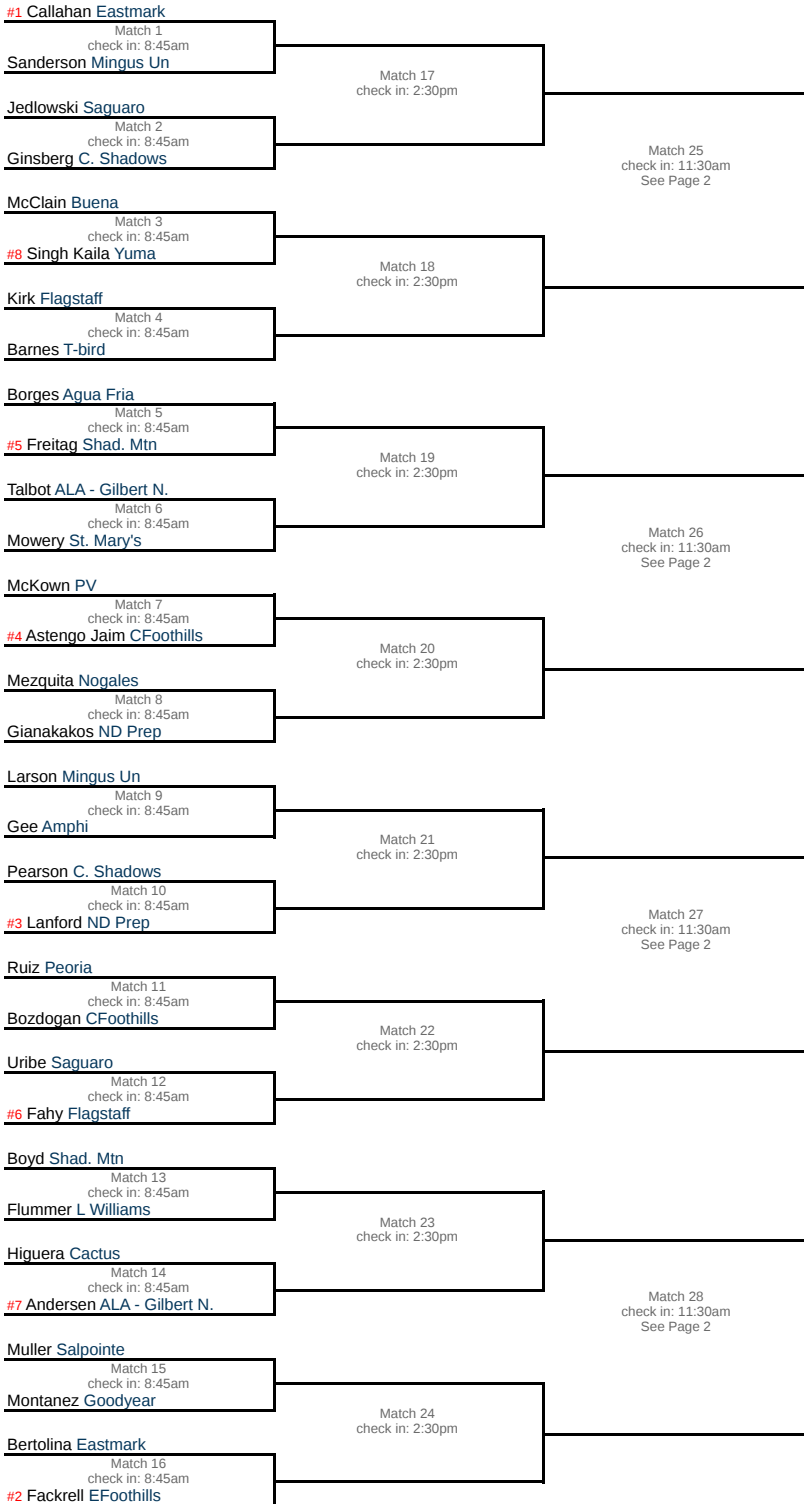 #1 Callahan Eastmark
Match 1
check in: 8:45am
Sanderson Mingus Un
Match 17
check in: 2:30pm
Jedlowski Saguaro
Match 2
check in: 8:45am
Ginsberg C. Shadows
Match 25
check in: 11:30am
See Page 2
McClain Buena
Match 3
check in: 8:45am
#8 Singh Kaila Yuma
Match 18
check in: 2:30pm
Kirk Flagstaff
Match 4
check in: 8:45am
Barnes T-bird
Borges Agua Fria
Match 5
check in: 8:45am
#5 Freitag Shad. Mtn
Match 19
check in: 2:30pm
Talbot ALA - Gilbert N.
Match 6
check in: 8:45am
Mowery St. Mary's
Match 26
check in: 11:30am
See Page 2
McKown PV
Match 7
check in: 8:45am
#4 Astengo Jaim CFoothills
Match 20
check in: 2:30pm
Mezquita Nogales
Match 8
check in: 8:45am
Gianakakos ND Prep
Larson Mingus Un
Match 9
check in: 8:45am
Gee Amphi
Match 21
check in: 2:30pm
Pearson C. Shadows
Match 10
check in: 8:45am
#3 Lanford ND Prep
Match 27
check in: 11:30am
See Page 2
Ruiz Peoria
Match 11
check in: 8:45am
Bozdogan CFoothills
Match 22
check in: 2:30pm
Uribe Saguaro
Match 12
check in: 8:45am
#6 Fahy Flagstaff
Boyd Shad. Mtn
Match 13
check in: 8:45am
Flummer L Williams
Match 23
check in: 2:30pm
Higuera Cactus
Match 14
check in: 8:45am
#7 Andersen ALA - Gilbert N.
Match 28
check in: 11:30am
See Page 2
Muller Salpointe
Match 15
check in: 8:45am
Montanez Goodyear
Match 24
check in: 2:30pm
Bertolina Eastmark
Match 16
check in: 8:45am
#2 Fackrell EFoothills